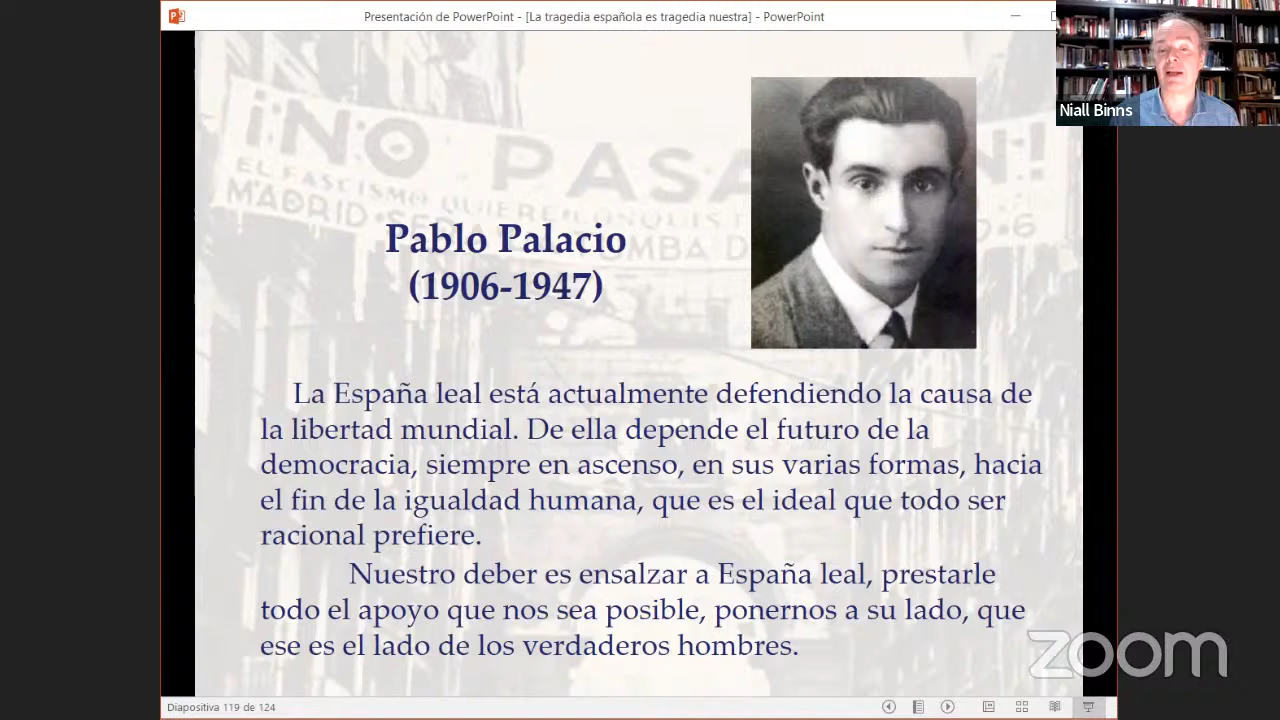 Presentación de PowerPoint - [La tragedia española es tragedia nuestra] - PowerPoint
Niall Binns
¡NO PASA N!
EL FASCISMO QUIERE CONQUIS
MADRID SE OMBA D
Pablo Palacio
(1906-1947)
La España leal está actualmente defendiendo la causa de
la libertad mundial. De ella depende el futuro de la
democracia, siempre en ascenso, en sus varias formas, hacia
el fin de la igualdad humana, que es el ideal que todo ser
racional prefiere.
Nuestro deber es ensalzar a España leal, prestarle
todo el apoyo que nos sea posible, ponernos a su lado, que
ese es el lado de los verdaderos hombres.
zoom
Diapositiva 119 de 124